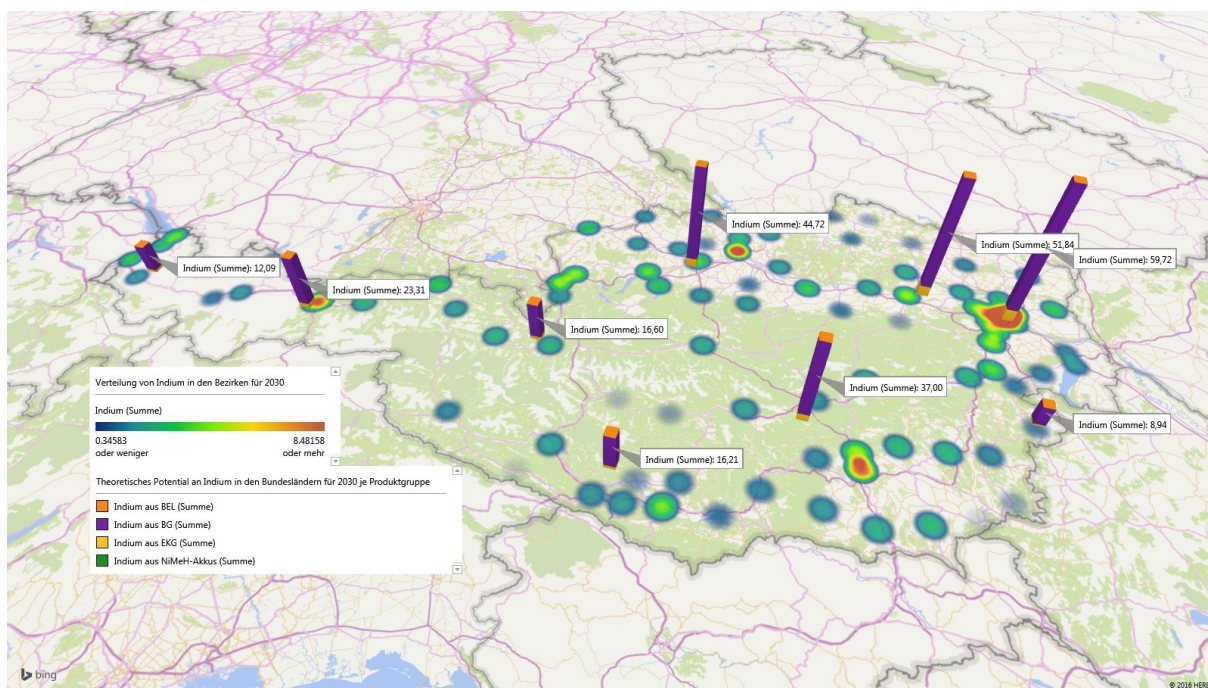 Indium (Summe): 44,72
Indium (Summe): 51,84
Indium (Summe): 59,72
Indium (Summe): 12,09
Indium (Summe): 23,31
Indium (Summe): 16,60
Indium (Summe): 37,00
Indium (Summe): 8,94
Indium (Summe): 16,21
Verteilung von Indium in den Bezirken für 2030
Indium (Summe)
0.34583 8.48158
oder weniger oder mehr
Theoretisches Potential an Indium in den Bundesländern für 2030 je Produktgruppe
Indium aus BEL (Summe)
Indium aus BG (Summe)
Indium aus EKG (Summe)
Indium aus NiMeH-Akkus (Summe)
bing
© 2016 HERE